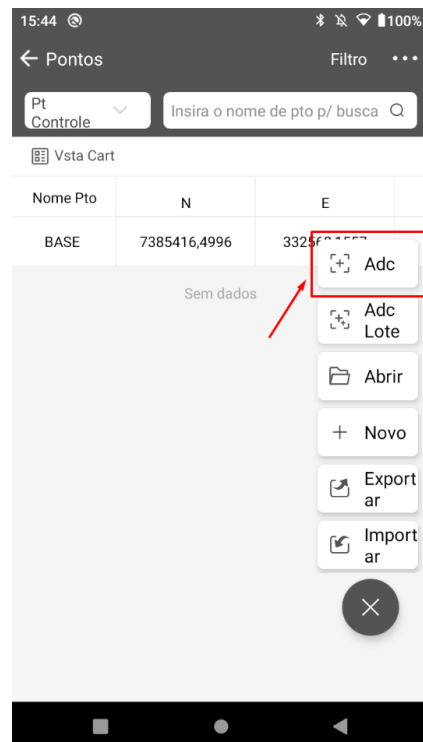 15:44 100%
Pontos Filtro
Pt
Controle
Insira o nome de pto p/ busca
Vsta Cart
Nome Pto N E
BASE 7385416,4996
Sem dados
Adc
Adc
Lote
Abrir
Novo
Export
ar
Import
ar